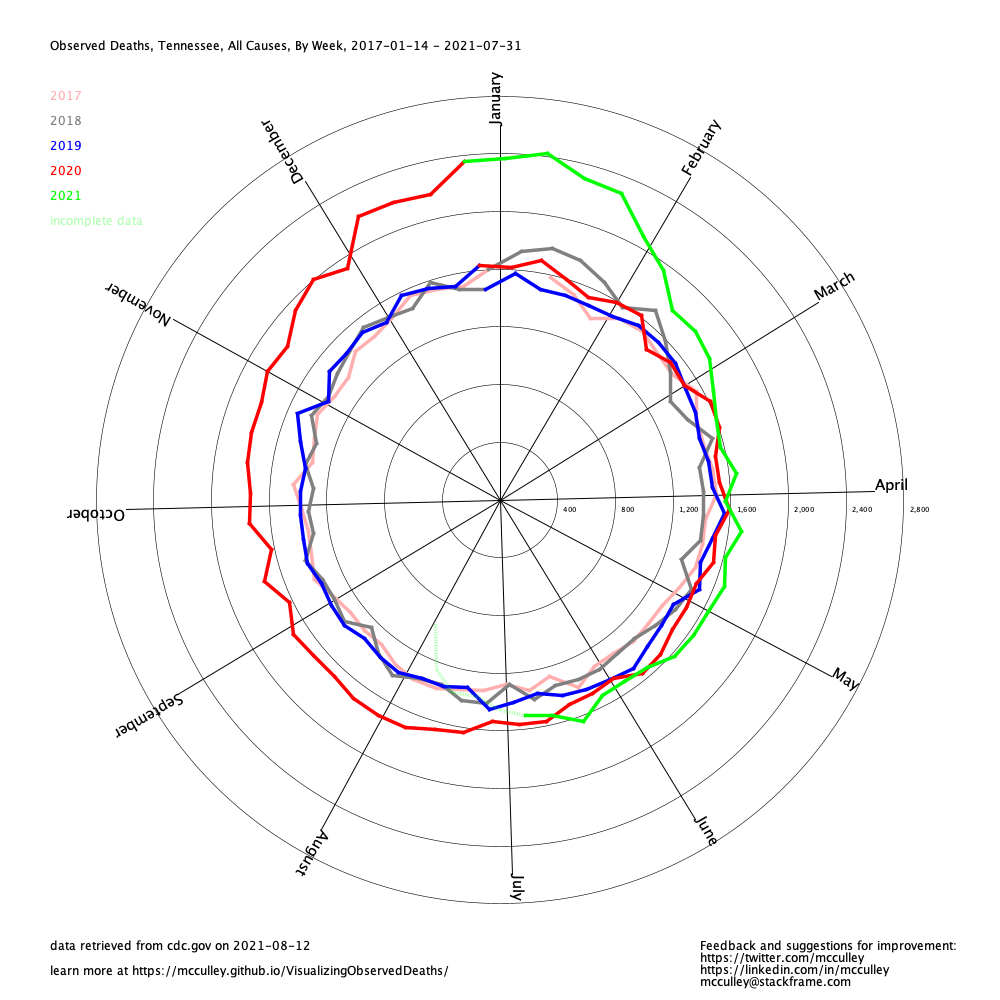 Observed Deaths, Tennessee, All Causes, By Week, 2017-01-14 - 2021-07-31
2017
2018
2019
2020
2021
incomplete data
January
February
March
April
May
June
July
August
September
October
November
December
400
800
1,200
1,600
2,000
2,400
2,800
data retrieved from cdc.gov on 2021-08-12
learn more at https://mcculley.github.io/VisualizingObservedDeaths/
Feedback and suggestions for improvement:
https://twitter.com/mcculley
https://linkedin.com/in/mcculley
mcculley@stackframe.com